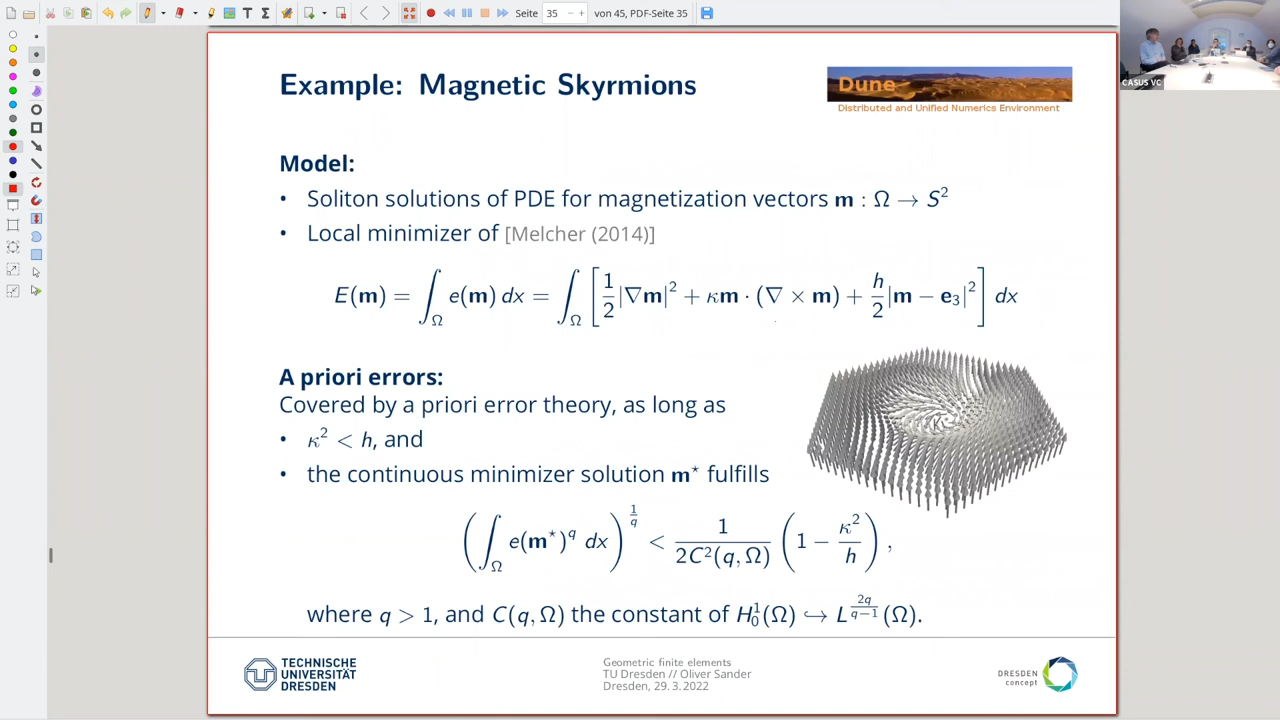 Seite 35 von 45, PDF-Seite 35
CASUS VC
Example: Magnetic Skyrmions
Dune
Distributed and Unified Numerics Environment
Model:
• Soliton solutions of PDE for magnetization vectors m : Ω → S²
• Local minimizer of [Melcher (2014)]
E(m) = ∫_Ω e(m) dx = ∫_Ω [ 1/2 |∇m|² + κm · (∇ × m) + h/2 |m − e₃|² ] dx
A priori errors:
Covered by a priori error theory, as long as
• κ² < h, and
• the continuous minimizer solution m⋆ fulfills
( ∫_Ω e(m⋆)^q dx )^(1/q) < 1/(2C²(q, Ω)) ( 1 − κ²/h ) ,
where q > 1, and C(q, Ω) the constant of H₀¹(Ω) ↪ L^(2q/(q−1))(Ω).
TECHNISCHE
UNIVERSITÄT
DRESDEN
Geometric finite elements
TU Dresden // Oliver Sander
Dresden, 29. 3. 2022
DRESDEN
concept